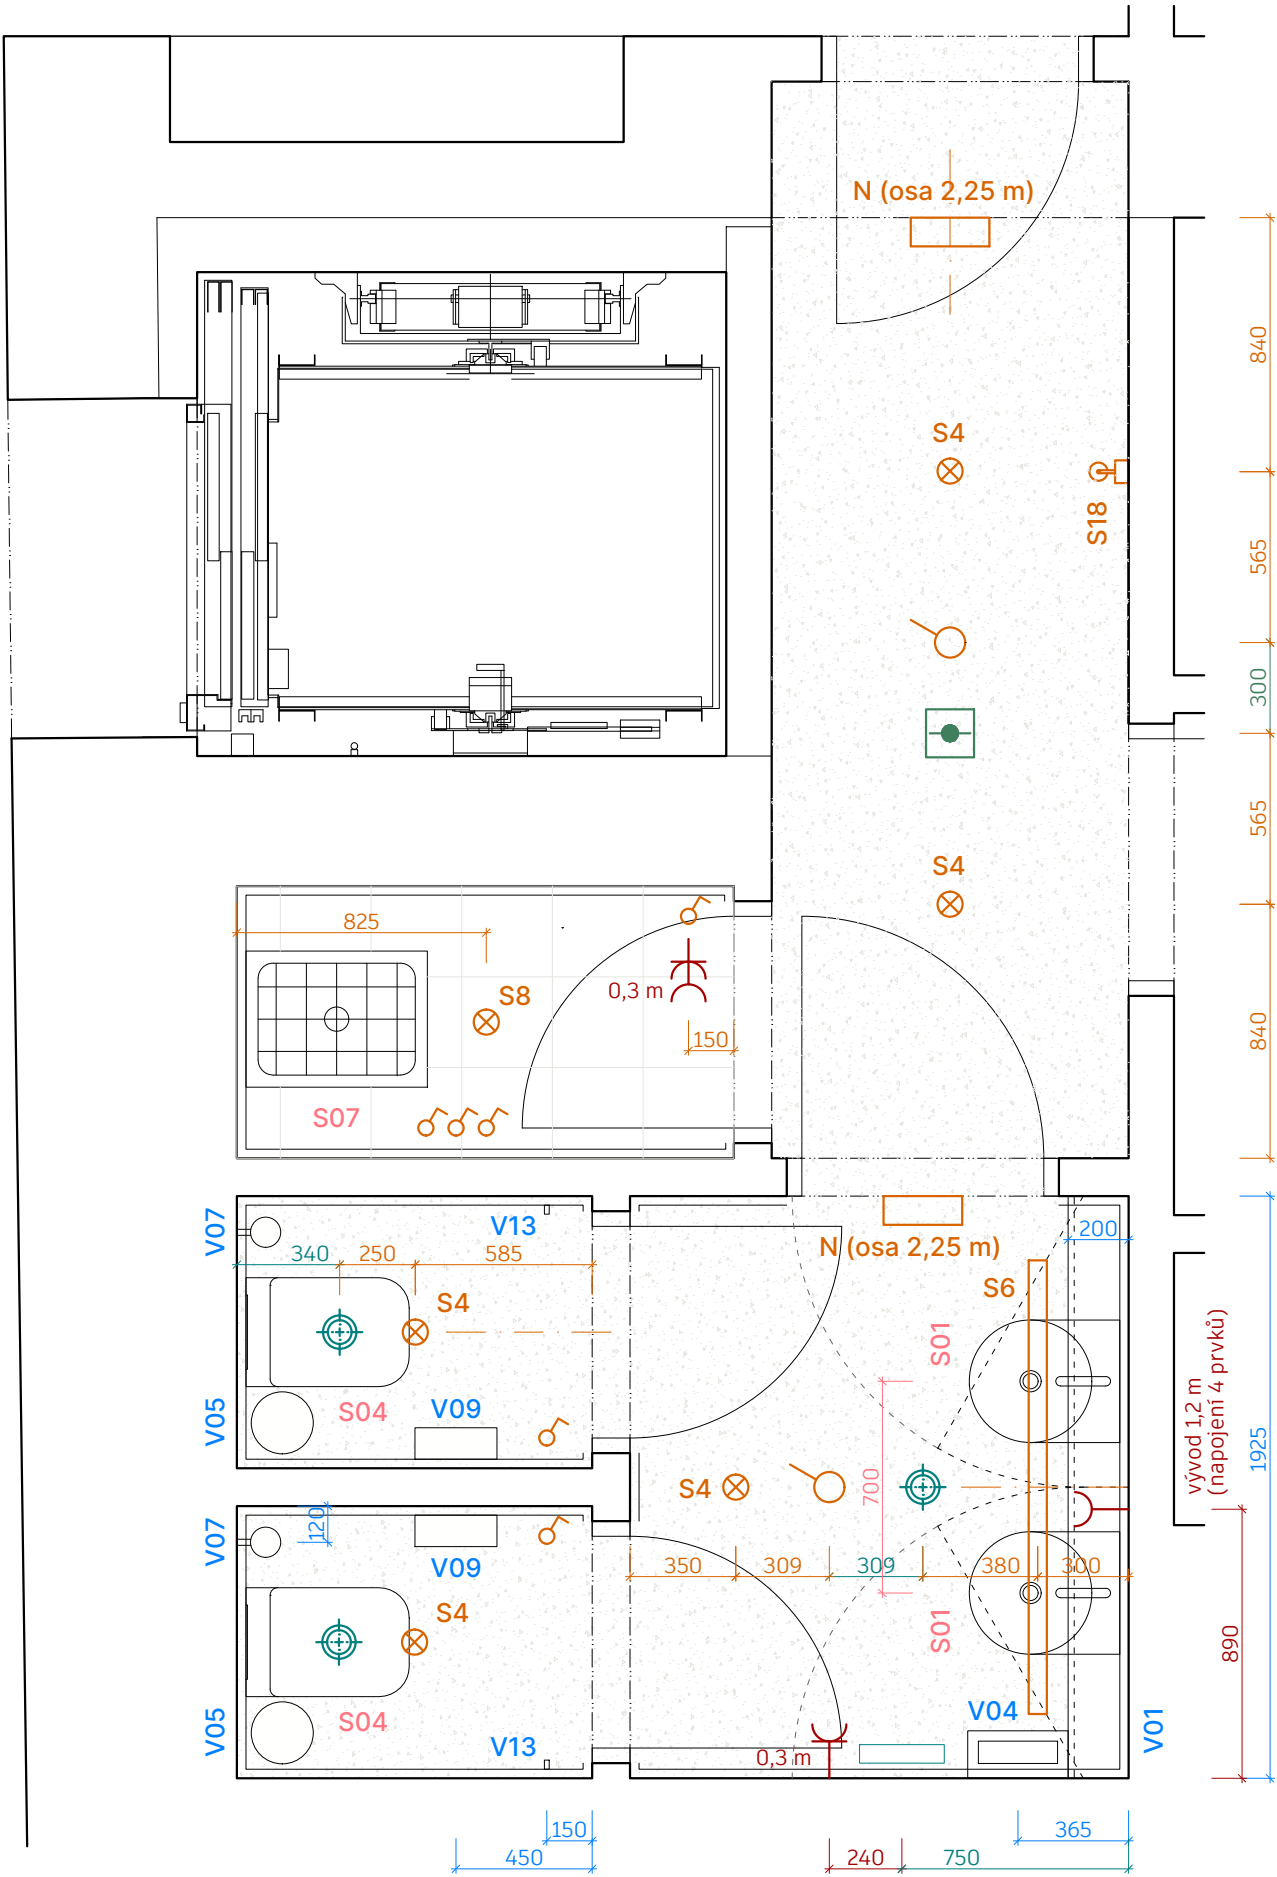 N (osa 2,25 m)
840
S4
S18
565
300
565
S4
825
S8
0,3 m
150
840
S07
V07
V13
340
250
585
200
N (osa 2,25 m)
S6
S4
S01
V05
S04
V09
vývod 1,2 m
(napojení 4 prvků)
1925
S4
700
V07
120
V09
350
309
309
380
300
S4
S01
890
V05
S04
V13
V04
V01
0,3 m
150
365
450
240
750